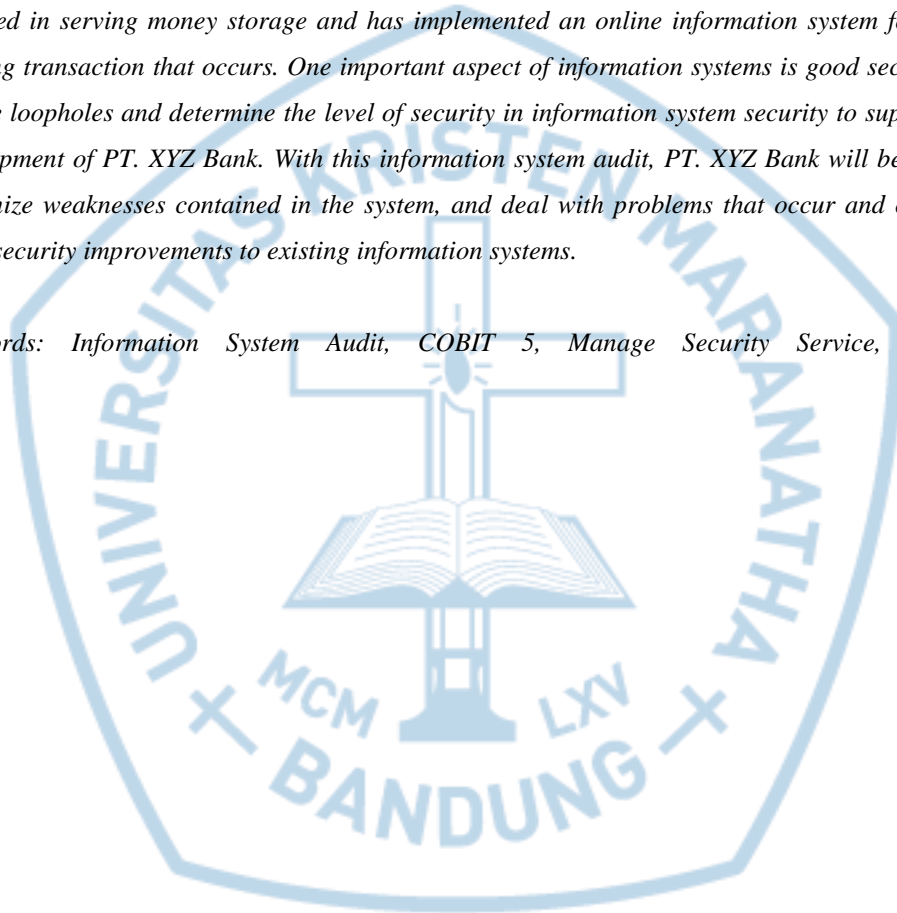 ed in serving money storage and has implemented an online information system f
g transaction that occurs. One important aspect of information systems is good sec
loopholes and determine the level of security in information system security to sup
pment of PT. XYZ Bank. With this information system audit, PT. XYZ Bank will be
ize weaknesses contained in the system, and deal with problems that occur and
security improvements to existing information systems.
rds: Information System Audit, COBIT 5, Manage Security Service,
UNIVERSITAS KRISTEN MARANATHA
MCM LXV
BANDUNG